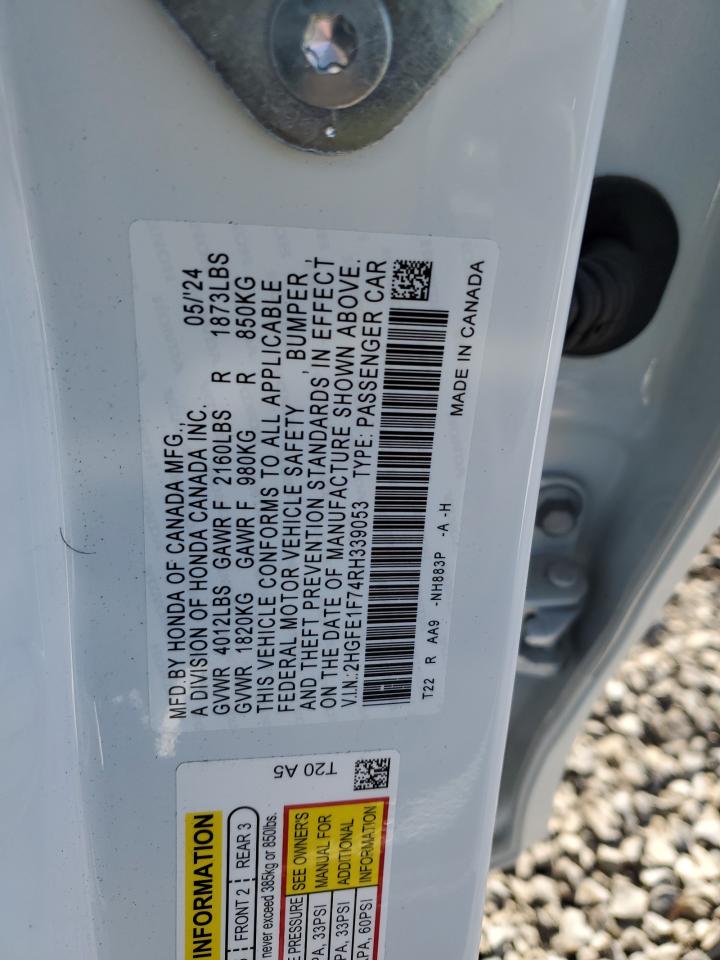 MFD.BY HONDA OF CANADA MFG., 05/'24
A DIVISION OF HONDA CANADA INC.
GVWR 4012LBS GAWR F 2160LBS R 1873LBS
GVWR 1820KG GAWR F 980KG R 850KG
THIS VEHICLE CONFORMS TO ALL APPLICABLE
FEDERAL MOTOR VEHICLE SAFETY , BUMPER ,
AND THEFT PREVENTION STANDARDS IN EFFECT
ON THE DATE OF MANUFACTURE SHOWN ABOVE.
V.I.N.:2HGFE1F74RH339053 TYPE: PASSENGER CAR
T22 R AA9 -NH883P -A -H
MADE IN CANADA
T20 A5
INFORMATION
FRONT 2 REAR 3
never exceed 385kg or 850lbs.
PRESSURE SEE OWNER'S
PA, 33PSI MANUAL FOR
PA, 33PSI ADDITIONAL
PA, 60PSI INFORMATION